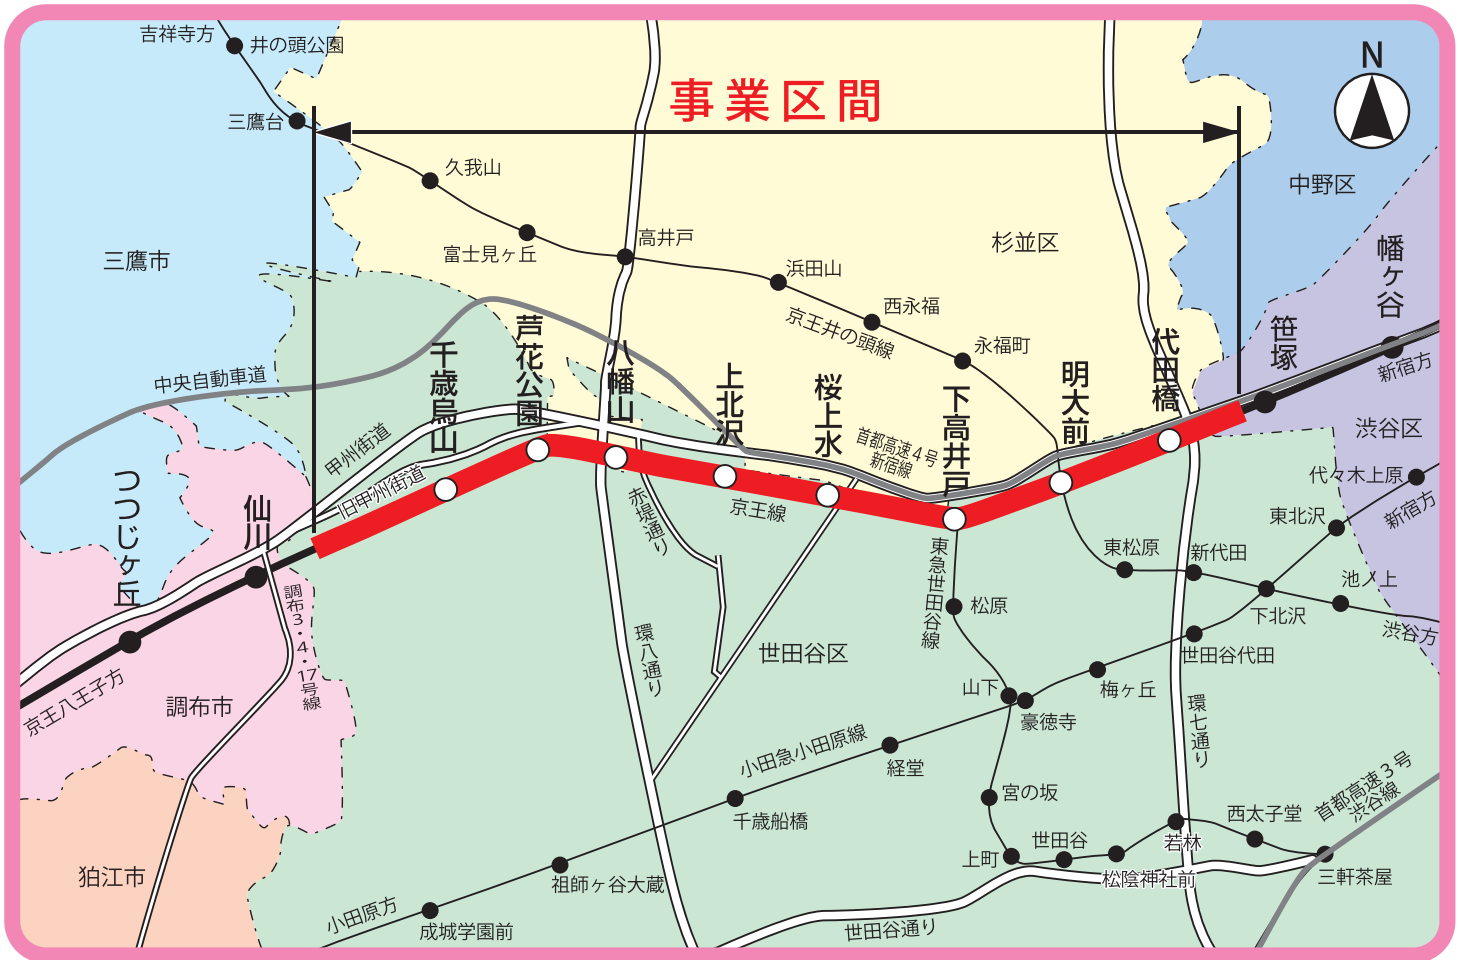 吉祥寺方
井の頭公園
三鷹台
事業区間
N
久我山
富士見ヶ丘
高井戸
浜田山
西永福
永福町
京王井の頭線
杉並区
中野区
三鷹市
幡ヶ谷
笹塚
新宿方
渋谷区
代田橋
明大前
下高井戸
桜上水
上北沢
八幡山
芦花公園
千歳烏山
仙川
つつじヶ丘
中央自動車道
甲州街道
旧甲州街道
首都高速4号
新宿線
京王線
赤堤通り
環八通り
東急世田谷線
世田谷区
調布3・4・17号線
京王八王子方
調布市
狛江市
代々木上原
新宿方
東北沢
池ノ上
下北沢
渋谷方
東松原
新代田
世田谷代田
松原
山下
梅ヶ丘
豪徳寺
小田急小田原線
経堂
千歳船橋
祖師ヶ谷大蔵
成城学園前
小田原方
宮の坂
上町
世田谷
松陰神社前
若林
西太子堂
三軒茶屋
環七通り
首都高速3号
渋谷線
世田谷通り